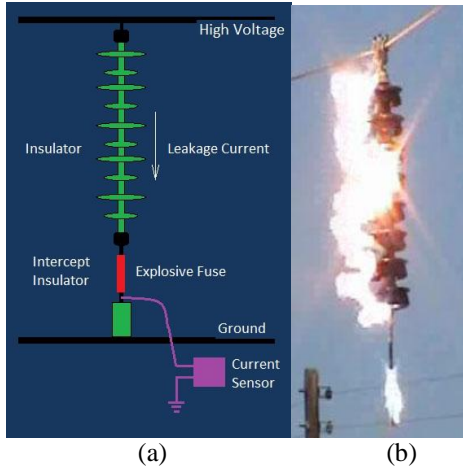 High Voltage
Insulator
Leakage Current
Intercept
Insulator
Explosive Fuse
Ground
Current
Sensor
(a)
(b)